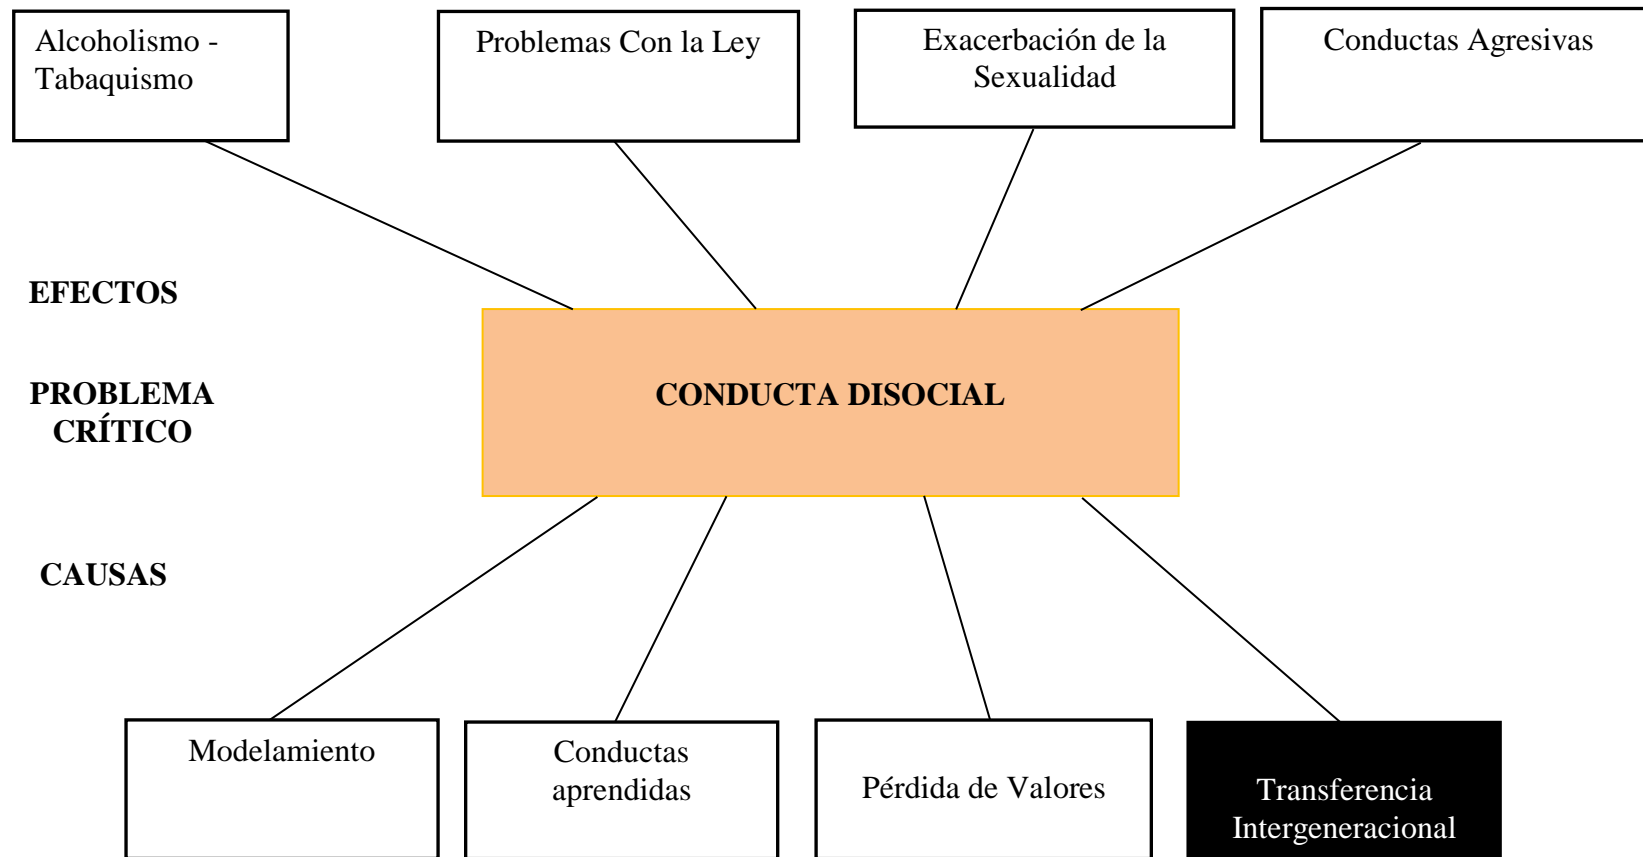 Alcoholismo -
Tabaquismo
Problemas Con la Ley
Exacerbación de la
Sexualidad
Conductas Agresivas
EFECTOS
PROBLEMA
CRÍTICO
CONDUCTA DISOCIAL
CAUSAS
Modelamiento
Conductas
aprendidas
Pérdida de Valores
Transferencia
Intergeneracional